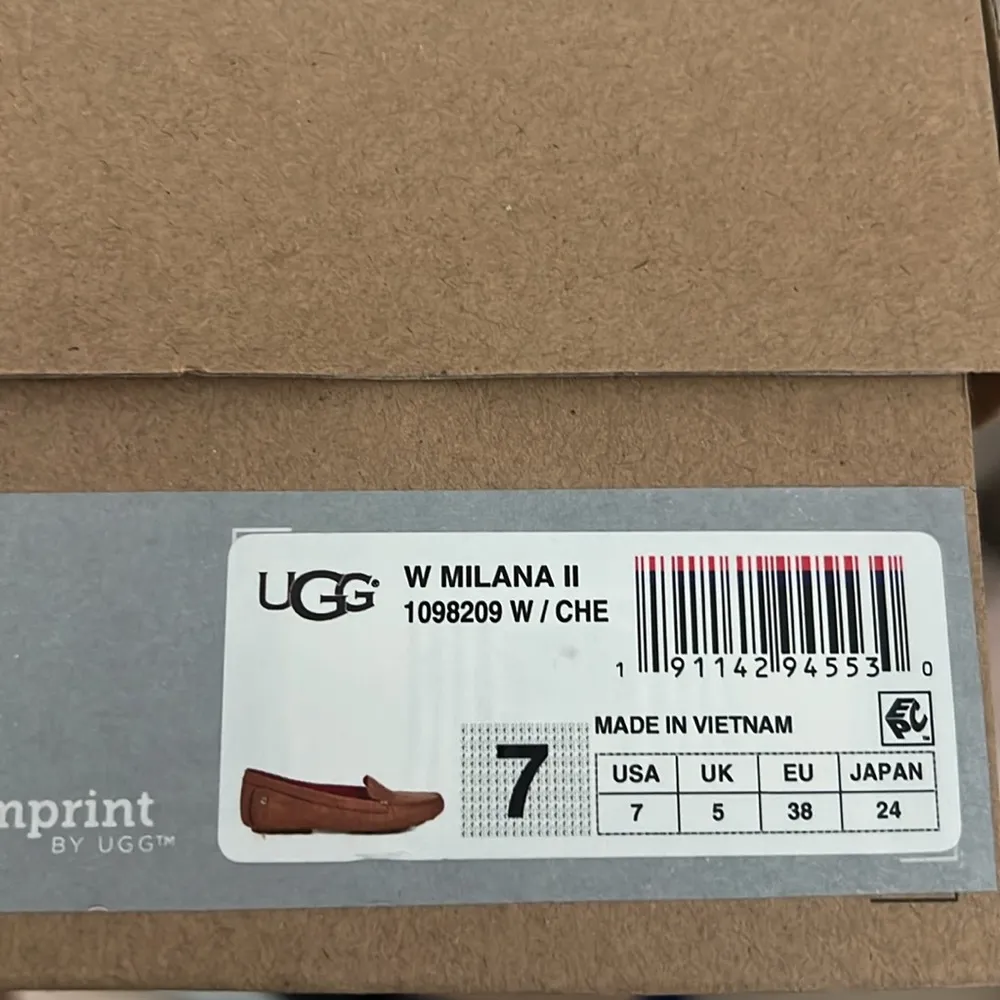 UGG®
W MILANA II
1098209 W / CHE
1 91142 94553 0
EPC™
MADE IN VIETNAM
7
USA UK EU JAPAN
7 5 38 24
mprint
BY UGG™